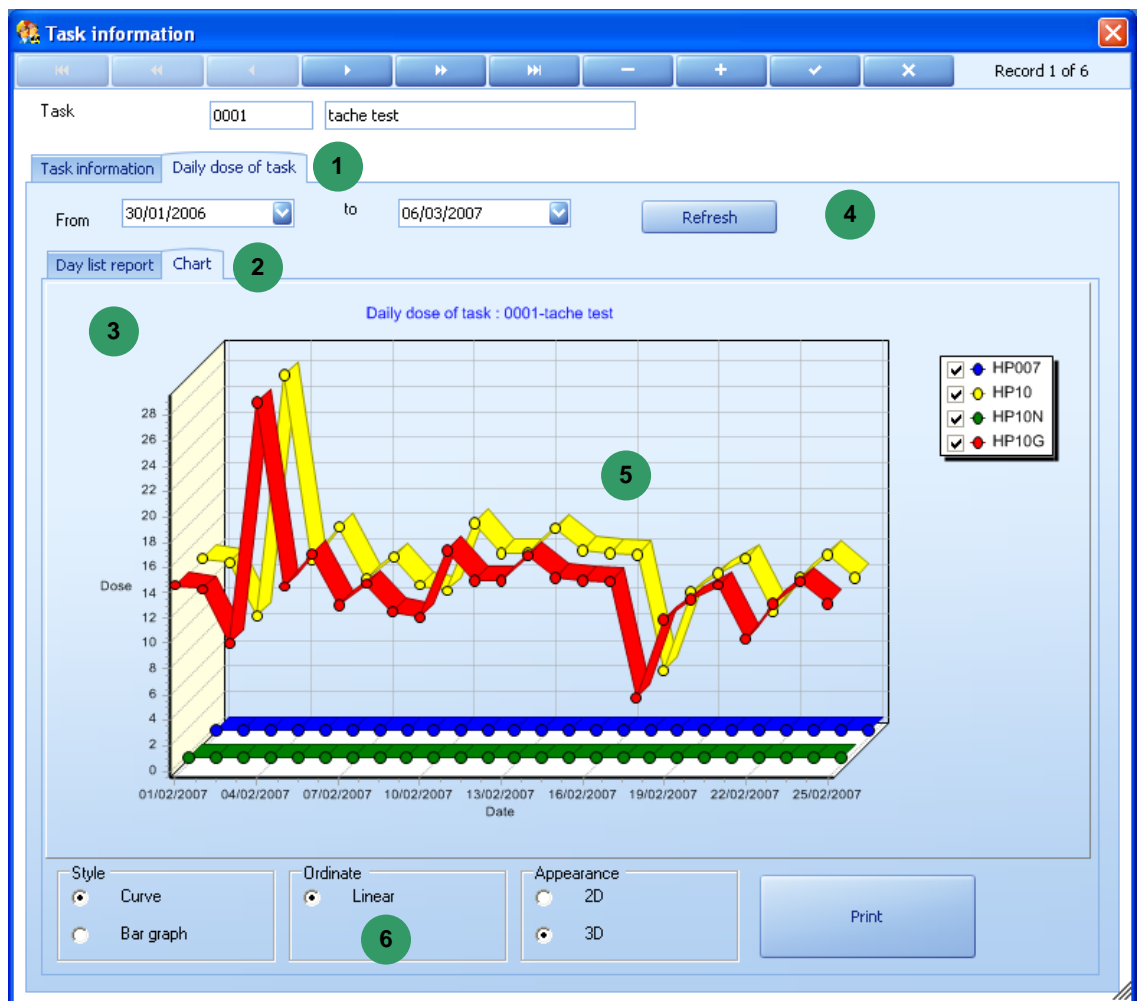 Task information
Record 1 of 6
Task 0001 tache test
Task information Daily dose of task 1
From 30/01/2006 to 06/03/2007 Refresh 4
Day list report Chart 2
3
Daily dose of task : 0001-tache test
HP007
HP10
HP10N
HP10G
5
28
26
24
22
20
18
16
Dose
14
12
10
8
6
4
2
0
01/02/2007 04/02/2007 07/02/2007 10/02/2007 13/02/2007 16/02/2007 19/02/2007 22/02/2007 25/02/2007
Date
Style Ordinate Appearance
Curve Linear 2D
Print
Bar graph 6 3D